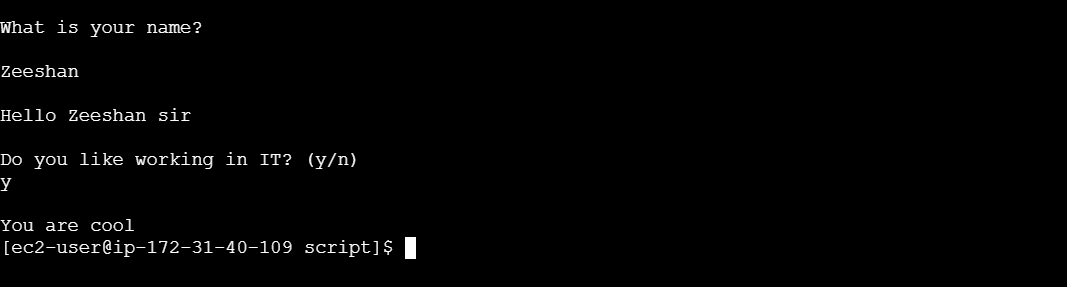 What is your name?
Zeeshan
Hello Zeeshan sir
Do you like working in IT? (y/n)
y
You are cool
[ec2-user@ip-172-31-40-109 script]$